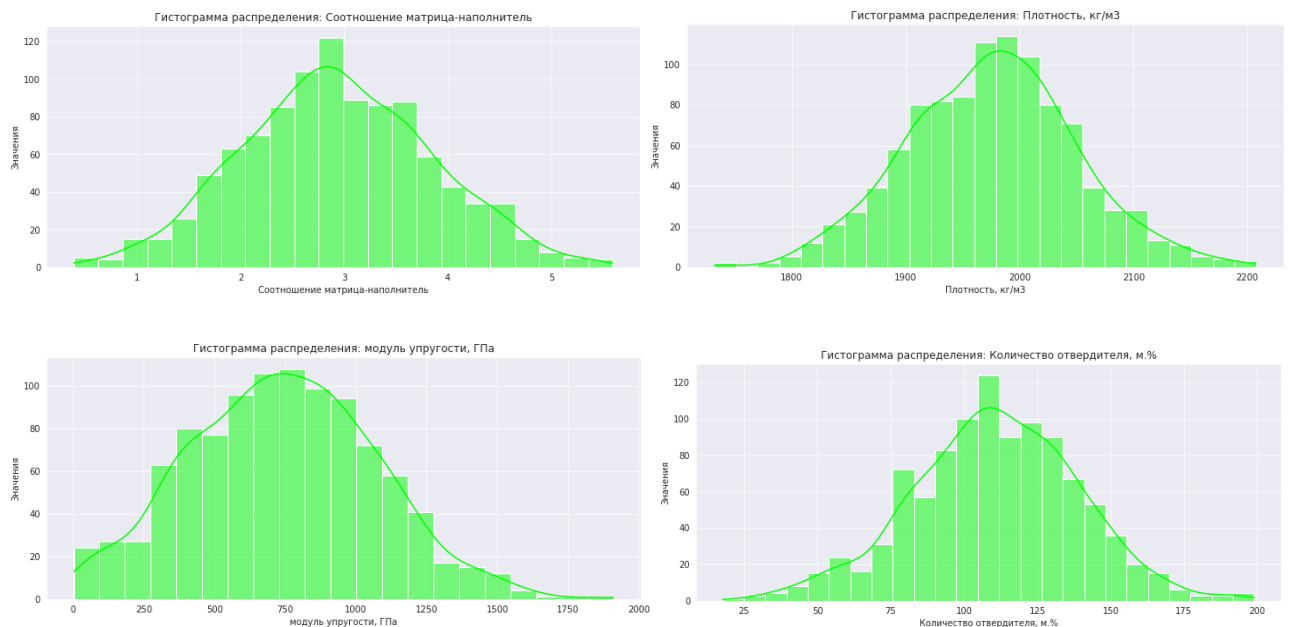 Гистограмма распределения: Соотношение матрица-наполнитель
120
100
80
60
40
20
0
Значения
1 2 3 4 5
Соотношение матрица-наполнитель
Гистограмма распределения: Плотность, кг/м3
100
80
60
40
20
0
Значения
1800 1900 2000 2100 2200
Плотность, кг/м3
Гистограмма распределения: модуль упругости, ГПа
100
80
60
40
20
0
Значения
0 250 500 750 1000 1250 1500 1750 2000
модуль упругости, ГПа
Гистограмма распределения: Количество отвердителя, м.%
120
100
80
60
40
20
0
Значения
25 50 75 100 125 150 175 200
Количество отвердителя, м.%